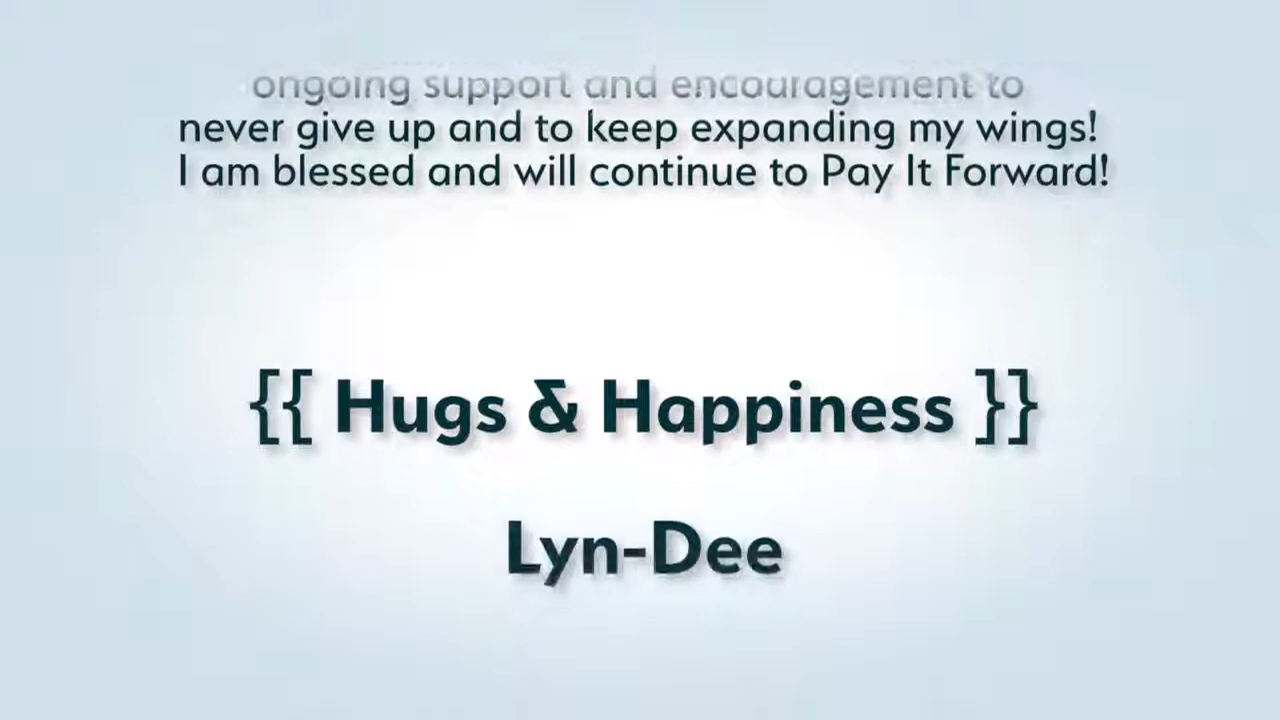 ongoing support and encouragement to
never give up and to keep expanding my wings!
I am blessed and will continue to Pay It Forward!
{{ Hugs & Happiness }}
Lyn-Dee